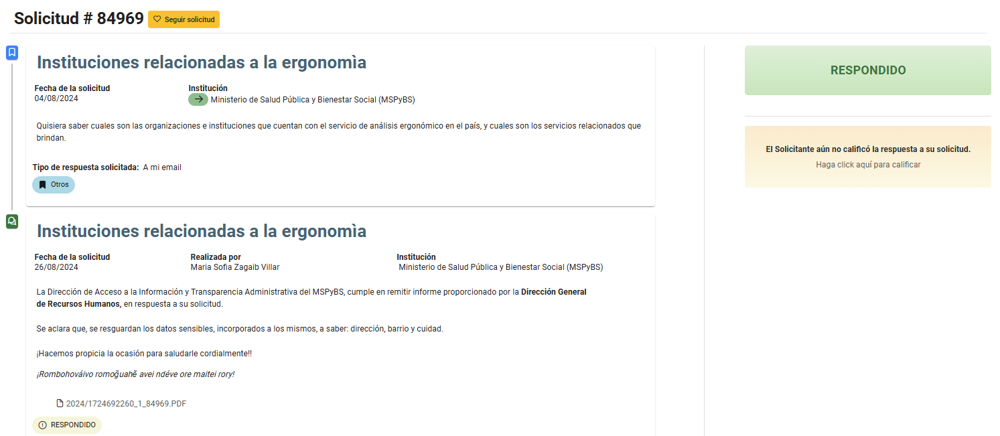 Solicitud # 84969
Seguir solicitud
Instituciones relacionadas a la ergonomìa
Fecha de la solicitud
04/08/2024
Institución
Ministerio de Salud Pública y Bienestar Social (MSPyBS)
Quisiera saber cuales son las organizaciones e instituciones que cuentan con el servicio de análisis ergonómico en el país, y cuales son los servicios relacionados que
brindan.
Tipo de respuesta solicitada: A mi email
Otros
Instituciones relacionadas a la ergonomìa
Fecha de la solicitud
26/08/2024
Realizada por
Maria Sofia Zagaib Villar
Institución
Ministerio de Salud Pública y Bienestar Social (MSPyBS)
La Dirección de Acceso a la Información y Transparencia Administrativa del MSPyBS, cumple en remitir informe proporcionado por la Dirección General
de Recursos Humanos, en respuesta a su solicitud.
Se aclara que, se resguardan los datos sensibles, incorporados a los mismos, a saber: dirección, barrio y cuidad.
¡Hacemos propicia la ocasión para saludarle cordialmente!!
¡Rombohováivo romog̃uahẽ avei ndéve ore maitei rory!
2024/1724692260_1_84969.PDF
RESPONDIDO
RESPONDIDO
El Solicitante aún no calificó la respuesta a su solicitud.
Haga click aquí para calificar